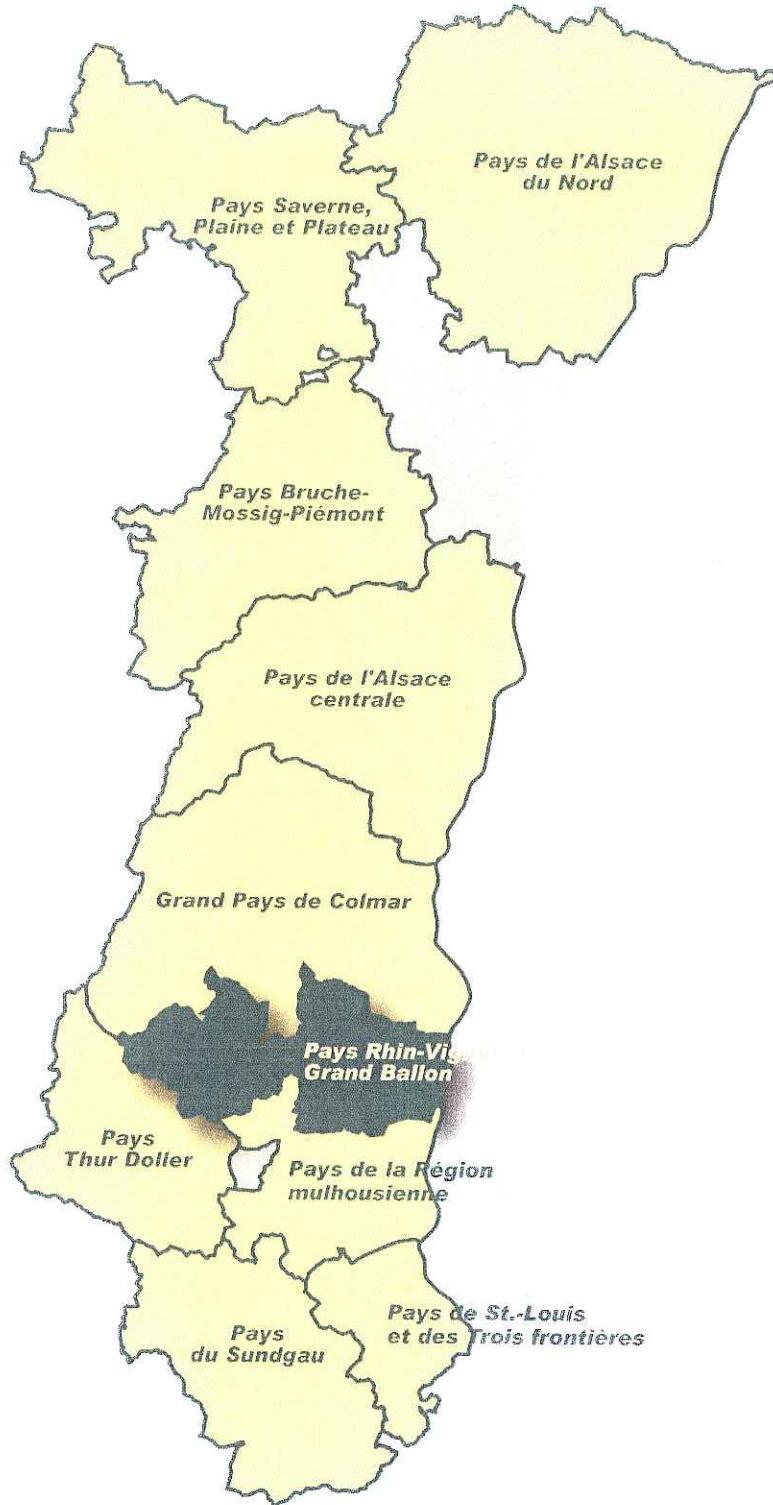 Pays de l'Alsace
du Nord
Pays Saverne,
Plaine et Plateau
Pays Bruche-
Mossig-Piémont
Pays de l'Alsace
centrale
Grand Pays de Colmar
Pays
Grand Ballon
Pays
Thur Doller
Pays de la Région
mulhousienne
Pays de St.-Louis
et des Trois frontières
Pays
du Sundgau